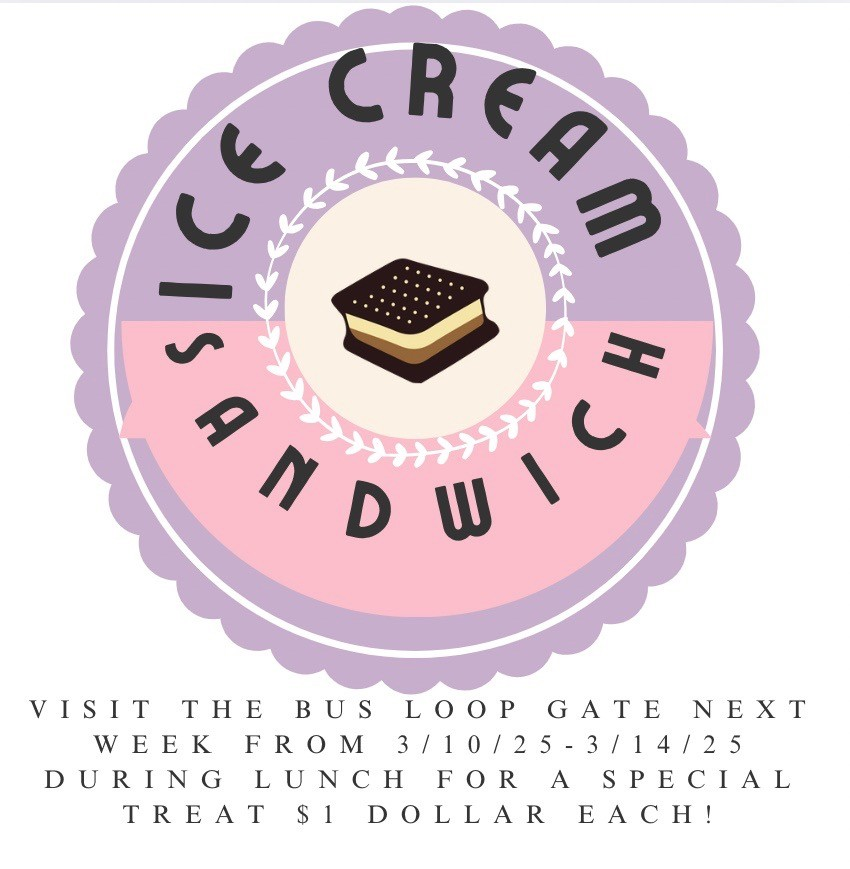 ICE CREAM
SANDWICH
VISIT THE BUS LOOP GATE NEXT
WEEK FROM 3/10/25-3/14/25
DURING LUNCH FOR A SPECIAL
TREAT $1 DOLLAR EACH!